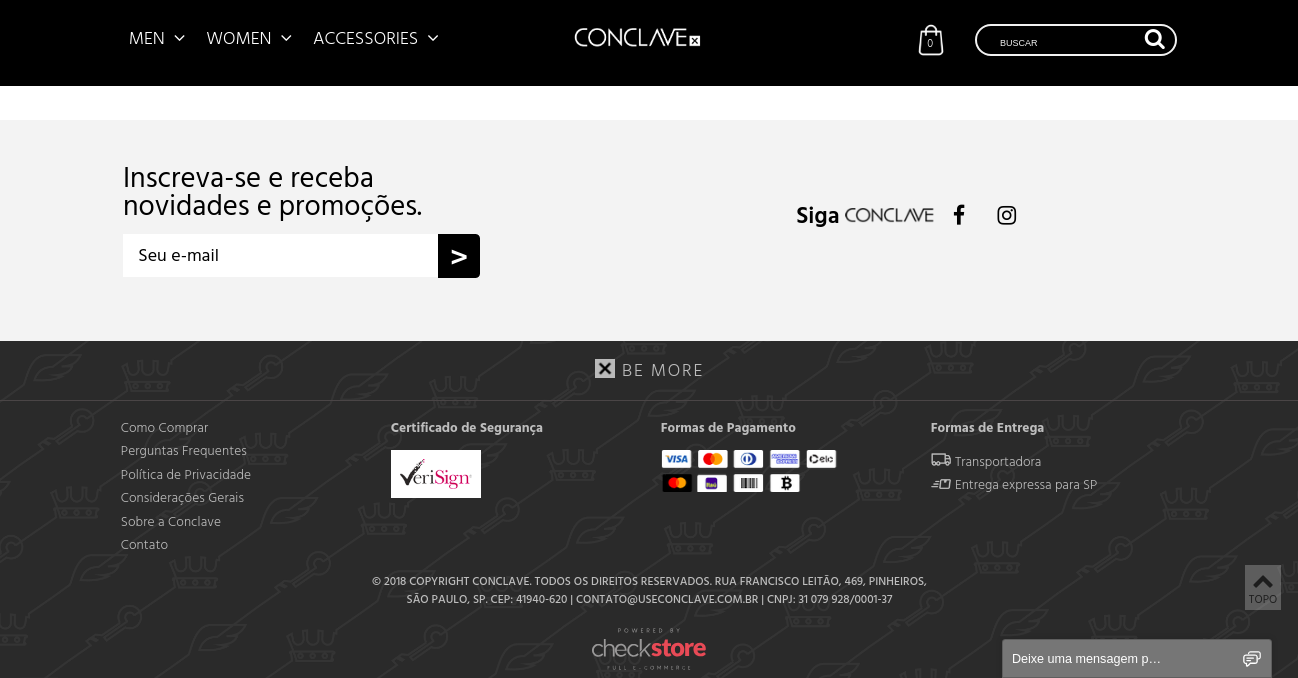 MEN WOMEN ACCESSORIES CONCLAVE 0 BUSCAR
Inscreva-se e receba
novidades e promoções.
Seu e-mail >
Siga CONCLAVE
BE MORE
Como Comprar
Perguntas Frequentes
Política de Privacidade
Considerações Gerais
Sobre a Conclave
Contato
Certificado de Segurança
VeriSign
Formas de Pagamento
VISA
AMERICAN EXPRESS
elo
Formas de Entrega
Transportadora
Entrega expressa para SP
© 2018 COPYRIGHT CONCLAVE. TODOS OS DIREITOS RESERVADOS. RUA FRANCISCO LEITÃO, 469, PINHEIROS,
SÃO PAULO, SP. CEP: 41940-620 | CONTATO@USECONCLAVE.COM.BR | CNPJ: 31 079 928/0001-37
POWERED BY
checkstore
FULL E-COMMERCE
TOPO
Deixe uma mensagem p…